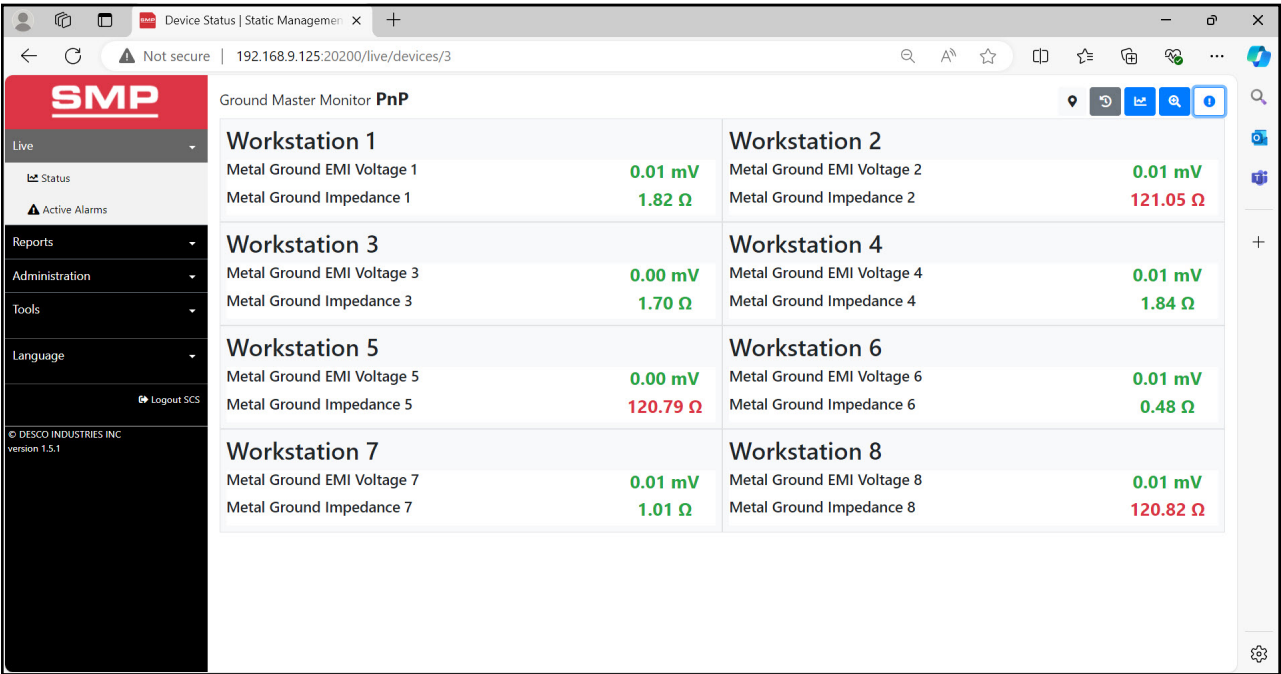 SMP Device Status | Static Managemen
Not secure | 192.168.9.125:20200/live/devices/3
SMP
Live
Status
Active Alarms
Reports
Administration
Tools
Language
Logout SCS
© DESCO INDUSTRIES INC
version 1.5.1
Ground Master Monitor PnP
Workstation 1
Metal Ground EMI Voltage 1 0.01 mV
Metal Ground Impedance 1 1.82 Ω
Workstation 2
Metal Ground EMI Voltage 2 0.01 mV
Metal Ground Impedance 2 121.05 Ω
Workstation 3
Metal Ground EMI Voltage 3 0.00 mV
Metal Ground Impedance 3 1.70 Ω
Workstation 4
Metal Ground EMI Voltage 4 0.01 mV
Metal Ground Impedance 4 1.84 Ω
Workstation 5
Metal Ground EMI Voltage 5 0.00 mV
Metal Ground Impedance 5 120.79 Ω
Workstation 6
Metal Ground EMI Voltage 6 0.01 mV
Metal Ground Impedance 6 0.48 Ω
Workstation 7
Metal Ground EMI Voltage 7 0.01 mV
Metal Ground Impedance 7 1.01 Ω
Workstation 8
Metal Ground EMI Voltage 8 0.01 mV
Metal Ground Impedance 8 120.82 Ω